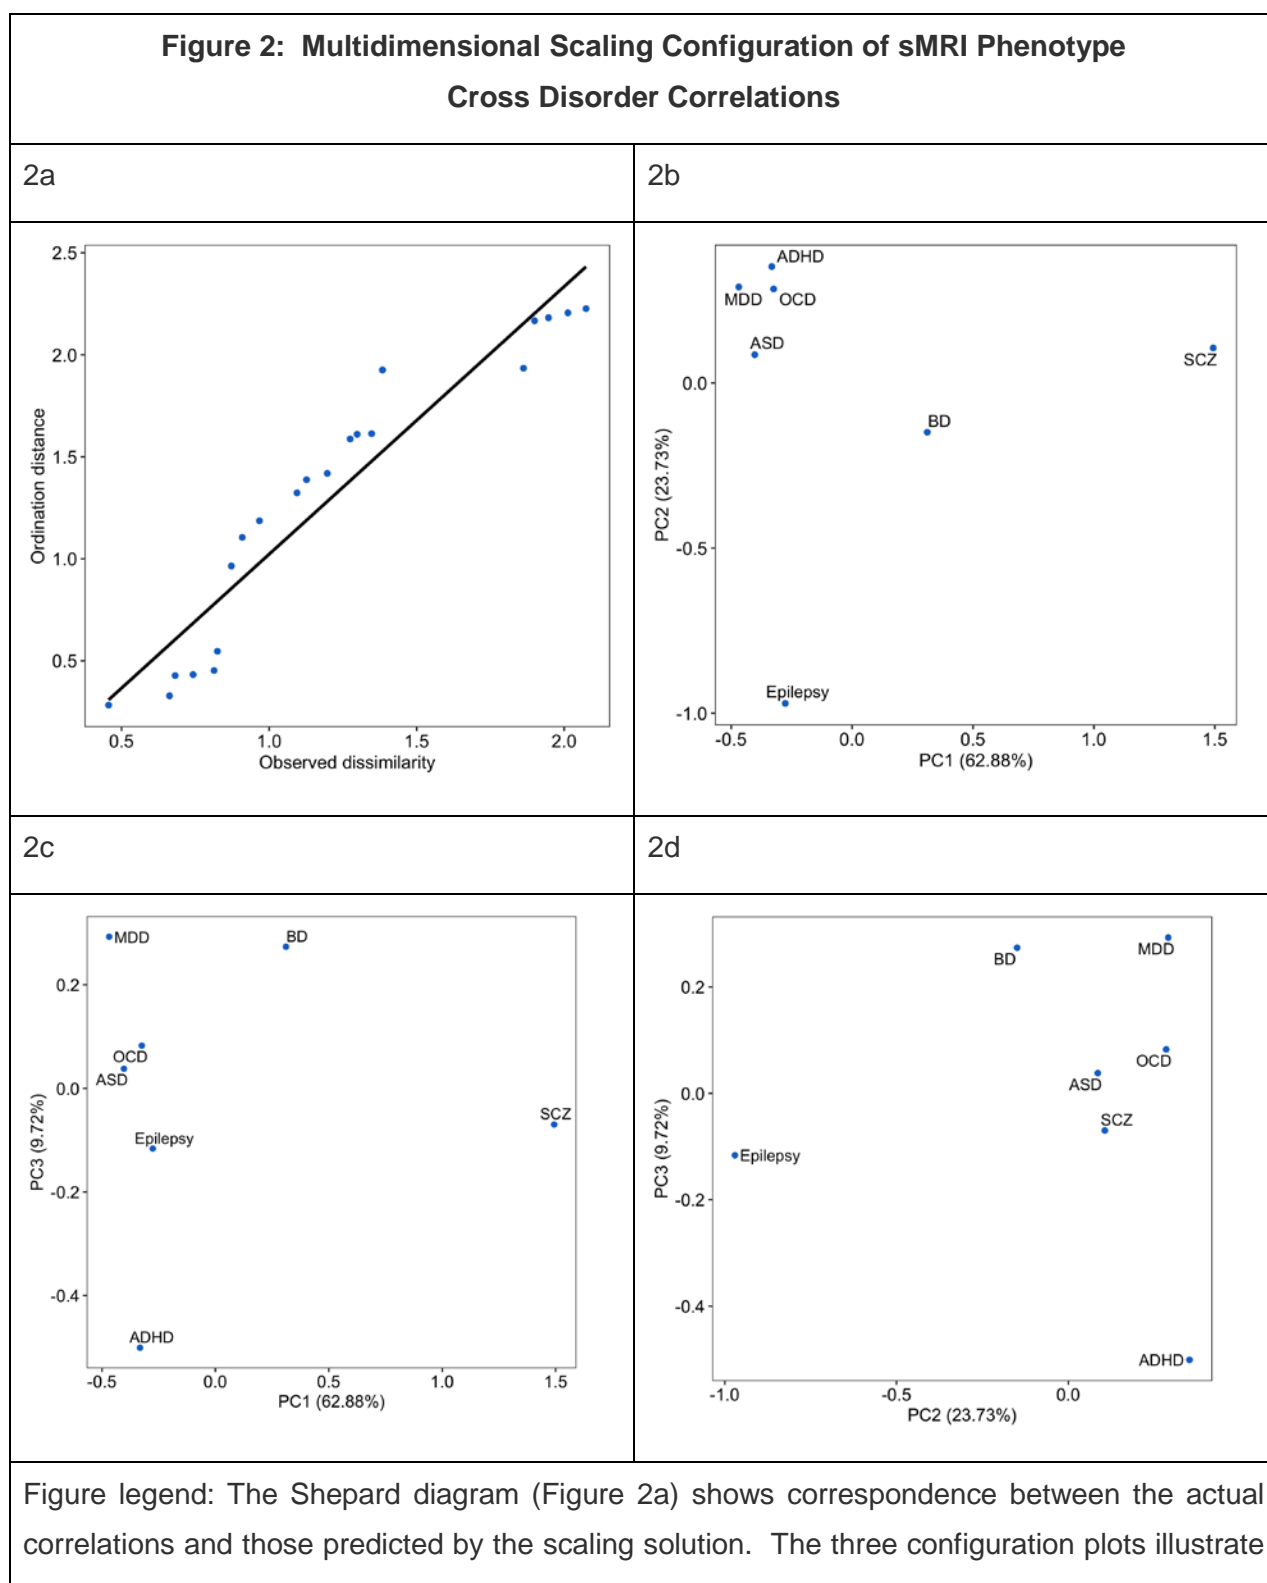 Figure 2:  Multidimensional Scaling Configuration of sMRI Phenotype
Cross Disorder Correlations
2a
2b
2.5
2.0
1.5
1.0
0.5
Ordination distance
0.5
1.0
1.5
2.0
Observed dissimilarity
ADHD
MDD
OCD
ASD
SCZ
BD
Epilepsy
0.0
-0.5
-1.0
PC2 (23.73%)
-0.5
0.0
0.5
1.0
1.5
PC1 (62.88%)
2c
2d
MDD
BD
OCD
ASD
Epilepsy
SCZ
ADHD
0.2
0.0
-0.2
-0.4
PC3 (9.72%)
-0.5
0.0
0.5
1.0
1.5
PC1 (62.88%)
BD
MDD
OCD
ASD
SCZ
Epilepsy
ADHD
0.2
0.0
-0.2
-0.4
PC3 (9.72%)
-1.0
-0.5
0.0
PC2 (23.73%)
Figure legend: The Shepard diagram (Figure 2a) shows correspondence between the actual
correlations and those predicted by the scaling solution.  The three configuration plots illustrate